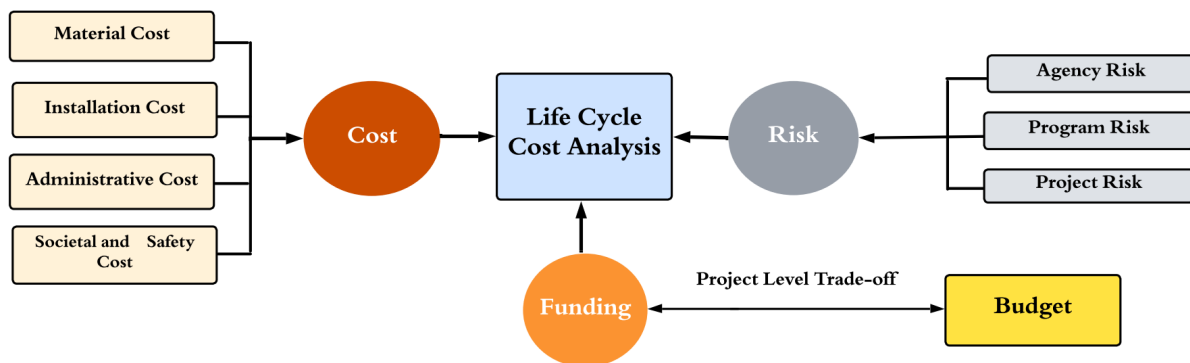 Material Cost
Installation Cost
Administrative Cost
Societal and Safety
Cost
Cost
Life Cycle
Cost Analysis
Risk
Agency Risk
Program Risk
Project Risk
Funding
Project Level Trade-off
Budget